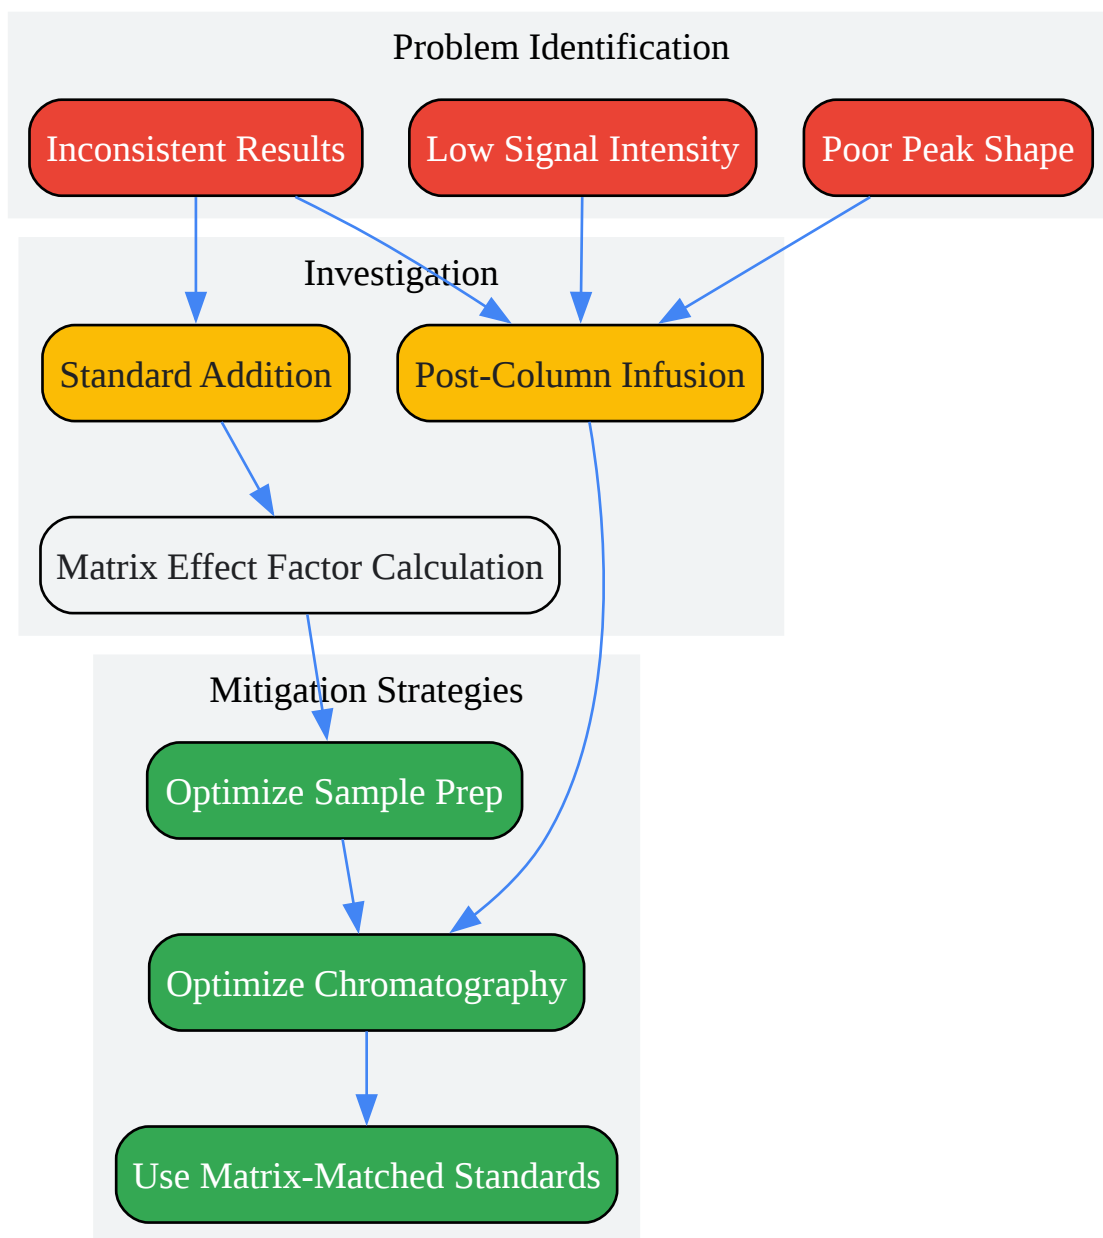 Problem Identification
Inconsistent Results
Low Signal Intensity
Poor Peak Shape
Investigation
Standard Addition
Post-Column Infusion
Matrix Effect Factor Calculation
Mitigation Strategies
Optimize Sample Prep
Optimize Chromatography
Use Matrix-Matched Standards